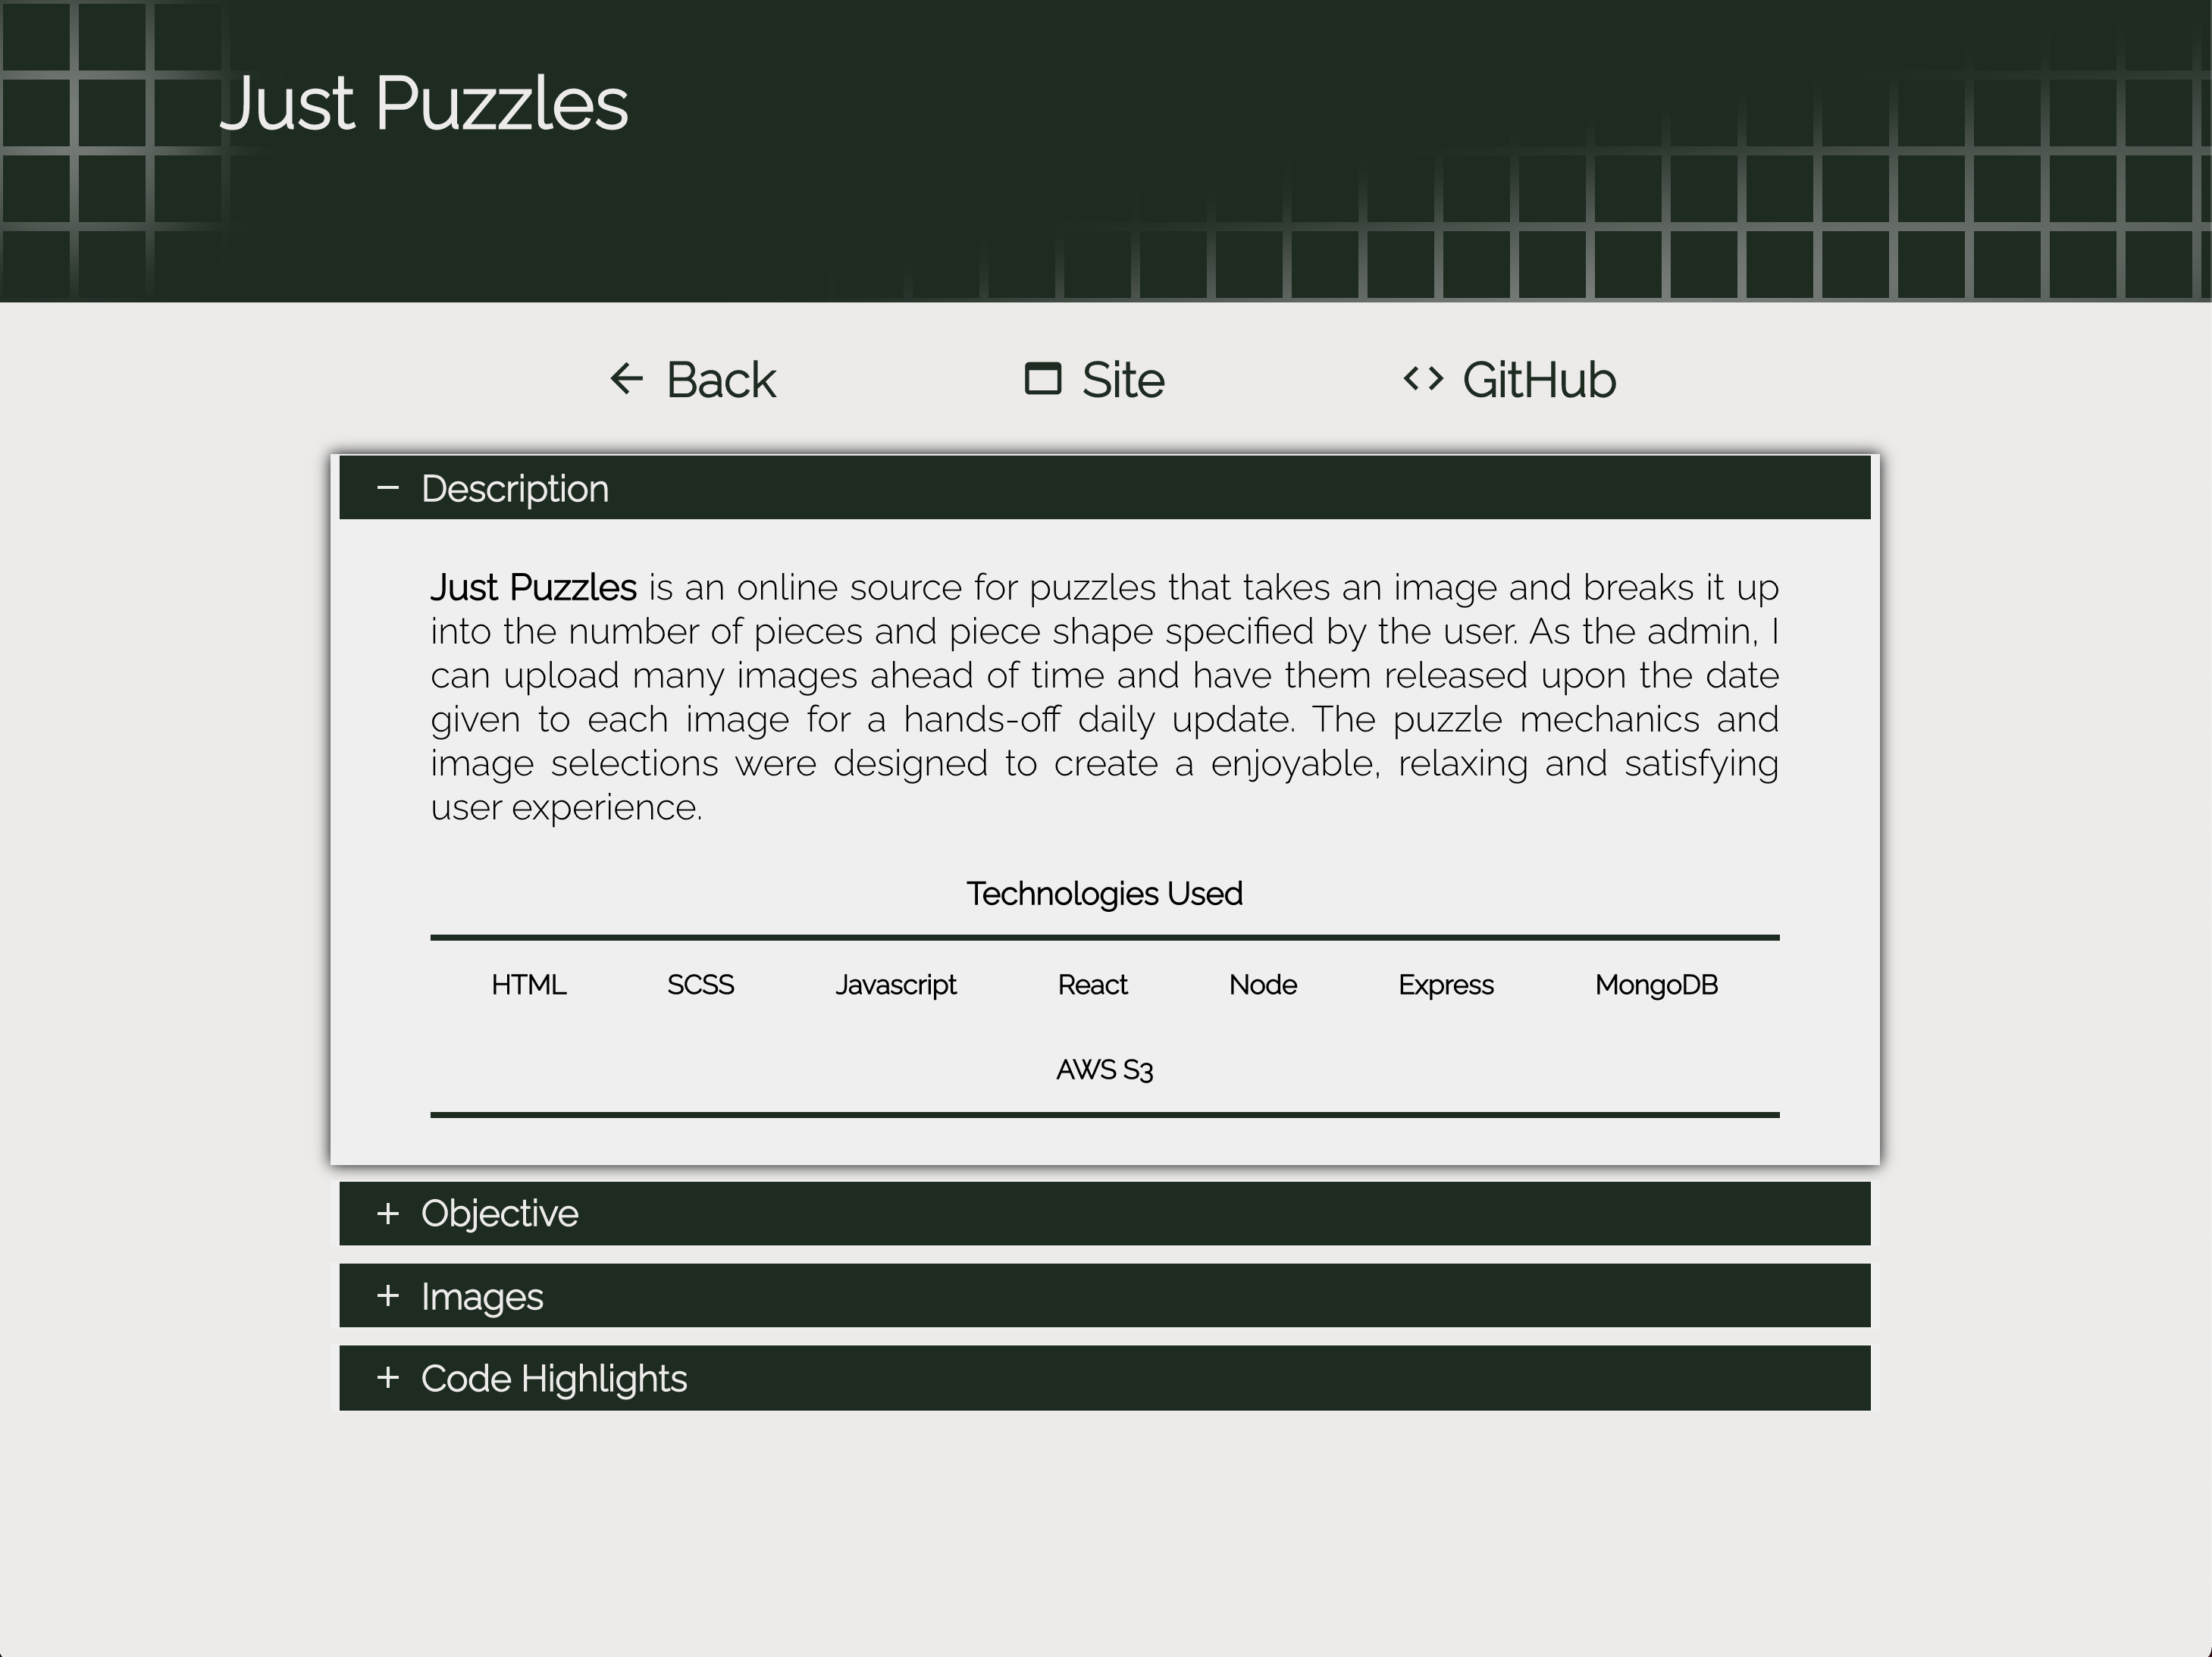 Just Puzzles
Back
Site
GitHub
Description
Just Puzzles is an online source for puzzles that takes an image and breaks it up
into the number of pieces and piece shape specified by the user. As the admin, I
can upload many images ahead of time and have them released upon the date
given to each image for a hands-off daily update. The puzzle mechanics and
image selections were designed to create a enjoyable, relaxing and satisfying
user experience.
Technologies Used
HTML SCSS Javascript React Node Express MongoDB
AWS S3
Objective
Images
Code Highlights